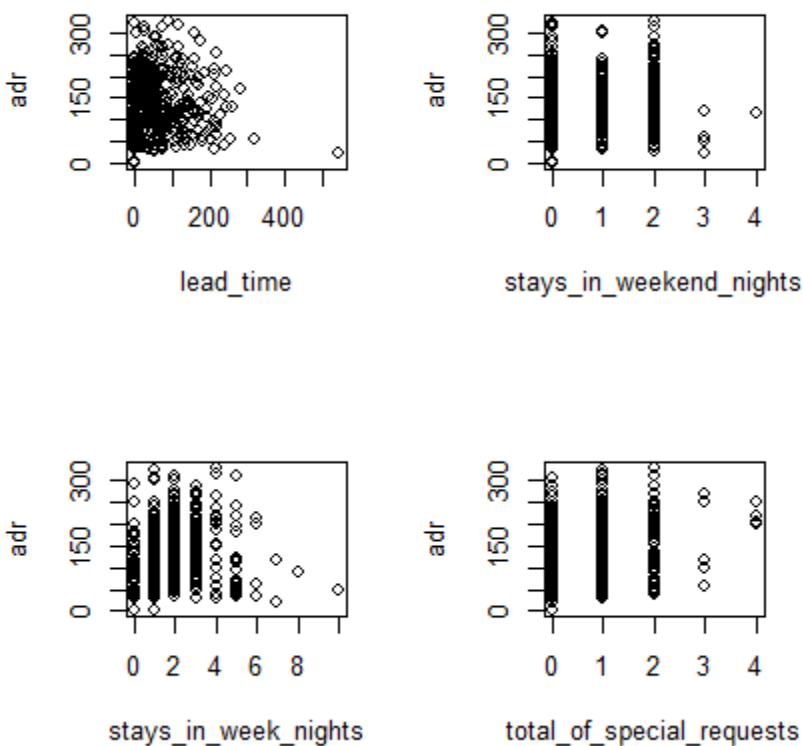 adr
300
150
0
0 200 400
lead_time
adr
300
150
0
0 1 2 3 4
stays_in_weekend_nights
adr
300
150
0
0 2 4 6 8
stays_in_week_nights
adr
300
150
0
0 1 2 3 4
total_of_special_requests